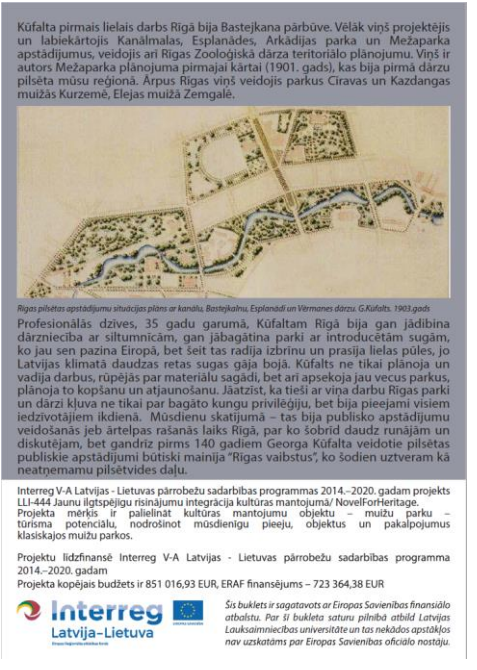 Kūfalta pirmais lielais darbs Rīgā bija Bastejkana pārbūve. Vēlāk viņš projektējis
un labiekārtojis Kanālmalas, Esplanādes, Arkādijas parka un Mežaparka
apstādījumus, veidojis arī Rīgas Zooloģiskā dārza teritoriālo plānojumu. Viņš ir
autors Mežaparka plānojuma pirmajai kārtai (1901. gads), kas bija pirmā dārzu
pilsēta mūsu reģionā. Ārpus Rīgas viņš veidojis parkus Cīravas un Kazdangas
muižās Kurzemē, Elejas muižā Zemgalē.
Rīgas pilsētas apstādījumu situācijas plāns ar kanālu, Bastejkalnu, Esplanādi un Vērmanes dārzu. G.Kūfalts. 1903.gads
Profesionālās dzīves, 35 gadu garumā, Kūfaltam Rīgā bija gan jādibina
dārzniecība ar siltumnīcām, gan jābagātina parki ar introducētām sugām,
ko jau sen pazina Eiropā, bet šeit tas radīja izbrīnu un prasīja lielas pūles, jo
Latvijas klimatā daudzas retas sugas gāja bojā. Kūfalts ne tikai plānoja un
vadīja darbus, rūpējās par materiālu sagādi, bet arī apsekoja jau vecus parkus,
plānoja to kopšanu un atjaunošanu. Jāatzīst, ka tieši ar viņa darbu Rīgas parki
un dārzi kļuva ne tikai par bagāto kungu privilēģiju, bet bija pieejami visiem
iedzīvotājiem ikdienā. Mūsdienu skatījumā – tas bija publisko apstādījumu
veidošanās jeb ārtelpas rašanās laiks Rīgā, par ko šobrīd daudz runājam un
diskutējam, bet gandrīz pirms 140 gadiem Georga Kūfalta veidotie pilsētas
publiskie apstādījumi būtiski mainīja "Rīgas vaibstus", ko šodien uztveram kā
neatņemamu pilsētvides daļu.
Interreg V-A Latvijas - Lietuvas pārrobežu sadarbības programmas 2014.–2020. gadam projekts
LLI-444 Jaunu ilgtspējīgu risinājumu integrācija kultūras mantojumā/ NovelForHeritage.
Projekta mērķis ir palielināt kultūras mantojumu objektu – muižu parku –
tūrisma potenciālu, nodrošinot mūsdienīgu pieeju, objektus un pakalpojumus
klasiskajos muižu parkos.
Projektu līdzfinansē Interreg V-A Latvijas - Lietuvas pārrobežu sadarbības programma
2014.–2020. gadam
Projekta kopējais budžets ir 851 016,93 EUR, ERAF finansējums – 723 364,38 EUR
Interreg
Latvija–Lietuva
Eiropas Reģionālās attīstības fonds
Šis buklets ir sagatavots ar Eiropas Savienības finansiālo
atbalstu. Par šī bukleta saturu pilnībā atbild Latvijas
Lauksaimniecības universitāte un tas nekādos apstākļos
nav uzskatāms par Eiropas Savienības oficiālo nostāju.